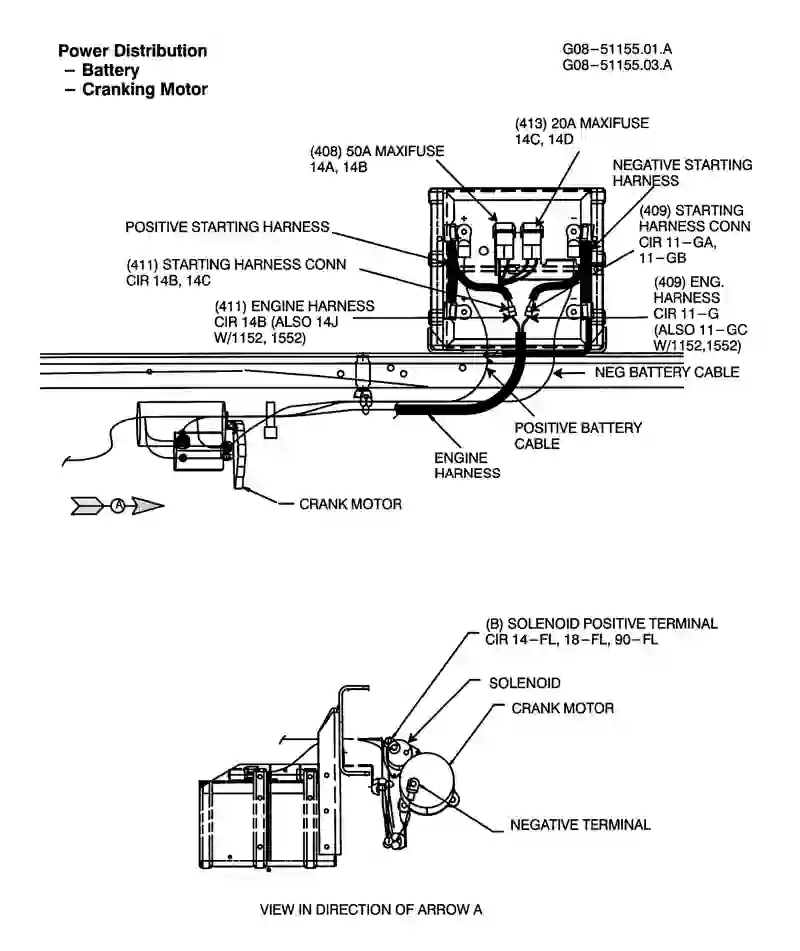 Power Distribution
– Battery
– Cranking Motor
G08–51155.01.A
G08–51155.03.A
(413) 20A MAXIFUSE
14C, 14D
(408) 50A MAXIFUSE
14A, 14B
NEGATIVE STARTING
HARNESS
POSITIVE STARTING HARNESS
(409) STARTING
HARNESS CONN
CIR 11–GA,
11–GB
(411) STARTING HARNESS CONN
CIR 14B, 14C
(409) ENG.
HARNESS
CIR 11–G
(ALSO 11–GC
W/1152,1552)
(411) ENGINE HARNESS
CIR 14B (ALSO 14J
W/1152, 1552)
+
–
+
–
NEG BATTERY CABLE
POSITIVE BATTERY
CABLE
ENGINE
HARNESS
CRANK MOTOR
A
(B) SOLENOID POSITIVE TERMINAL
CIR 14–FL, 18–FL, 90–FL
SOLENOID
CRANK MOTOR
NEGATIVE TERMINAL
VIEW IN DIRECTION OF ARROW A